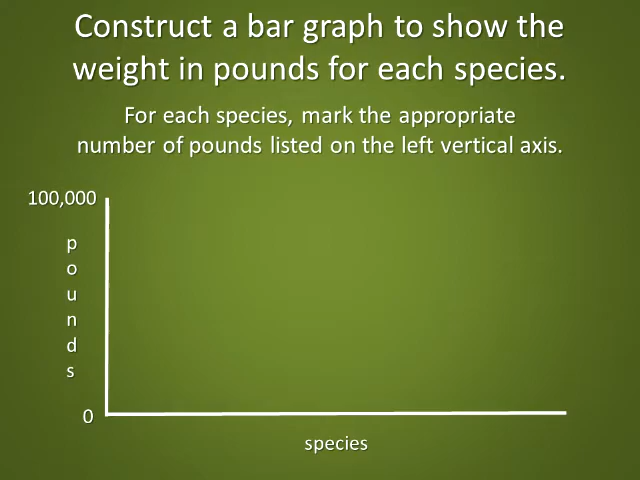 Construct a bar graph to show the
weight in pounds for each species.
For each species, mark the appropriate
number of pounds listed on the left vertical axis.
100,000
p
o
u
n
d
s
0
species